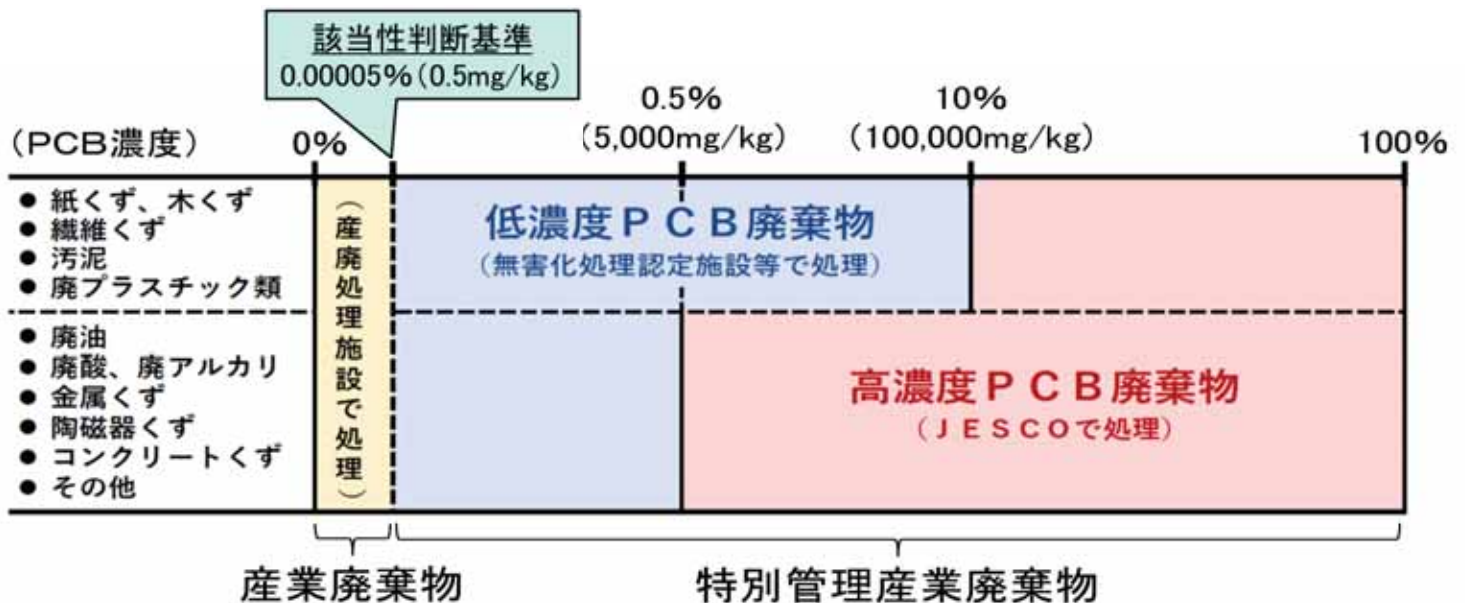 該当性判断基準
0.00005%(0.5mg/kg)
0.5%
(5,000mg/kg)
10%
(100,000mg/kg)
(PCB濃度)
0%
100%
● 紙くず、木くず
● 繊維くず
● 汚泥
● 廃プラスチック類
(産廃処理施設で処理)
低濃度PCB廃棄物
(無害化処理認定施設等で処理)
● 廃油
● 廃酸、廃アルカリ
● 金属くず
● 陶磁器くず
● コンクリートくず
● その他
高濃度PCB廃棄物
(JESCOで処理)
産業廃棄物
特別管理産業廃棄物